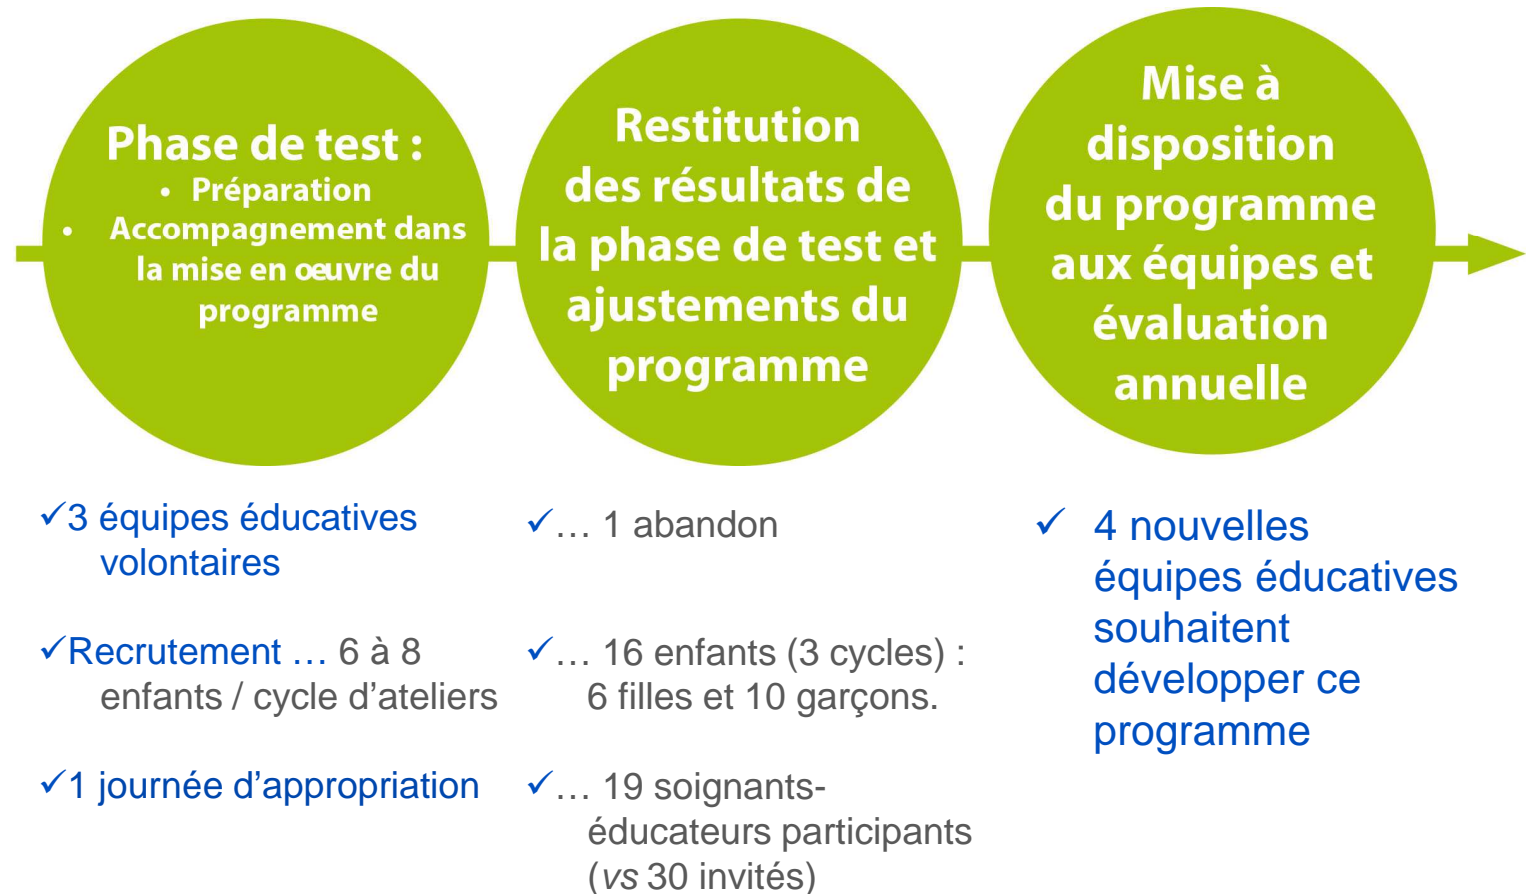 Phase de test :
• Préparation
• Accompagnement dans
la mise en œuvre du
programme
Restitution
des résultats de
la phase de test et
ajustements du
programme
Mise à
disposition
du programme
aux équipes et
évaluation
annuelle
✓3 équipes éducatives
volontaires
✓Recrutement … 6 à 8
enfants / cycle d’ateliers
✓1 journée d’appropriation
✓… 1 abandon
✓… 16 enfants (3 cycles) :
6 filles et 10 garçons.
✓… 19 soignants-
éducateurs participants
(vs 30 invités)
✓ 4 nouvelles
équipes éducatives
souhaitent
développer ce
programme